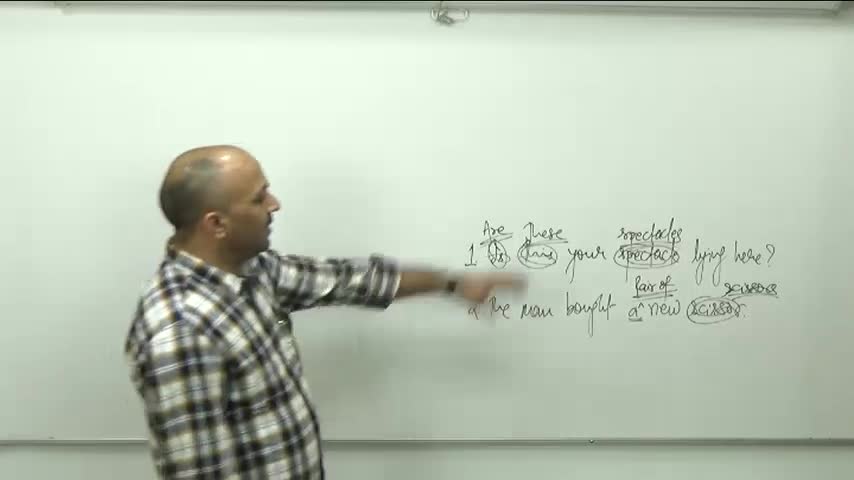 Are These spectacles
1 Is this your spectacle lying here?
pair of scissors
2 The man bought a ^ new scissor.